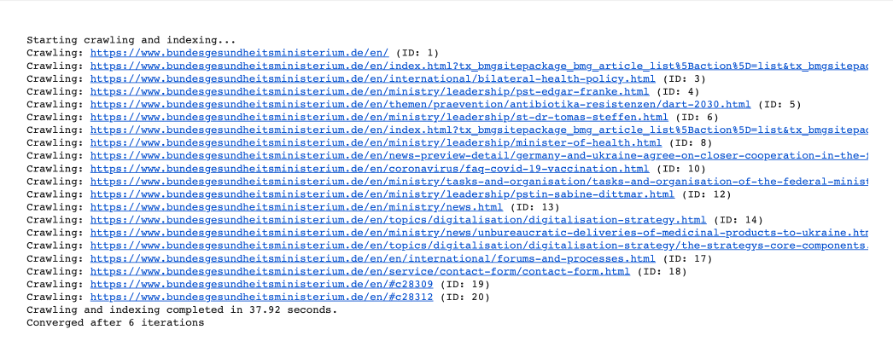 Starting crawling and indexing...
Crawling: https://www.bundesgesundheitsministerium.de/en/ (ID: 1)
Crawling: https://www.bundesgesundheitsministerium.de/en/index.html?tx_bmgsitepackage_bmg_article_list%5Baction%5D=list&tx_bmgsitepac
Crawling: https://www.bundesgesundheitsministerium.de/en/international/bilateral-health-policy.html (ID: 3)
Crawling: https://www.bundesgesundheitsministerium.de/en/ministry/leadership/pst-edgar-franke.html (ID: 4)
Crawling: https://www.bundesgesundheitsministerium.de/en/themen/praevention/antibiotika-resistenzen/dart-2030.html (ID: 5)
Crawling: https://www.bundesgesundheitsministerium.de/en/ministry/leadership/st-dr-tomas-steffen.html (ID: 6)
Crawling: https://www.bundesgesundheitsministerium.de/en/index.html?tx_bmgsitepackage_bmg_article_list%5Baction%5D=list&tx_bmgsitepac
Crawling: https://www.bundesgesundheitsministerium.de/en/ministry/leadership/minister-of-health.html (ID: 8)
Crawling: https://www.bundesgesundheitsministerium.de/en/news-preview-detail/germany-and-ukraine-agree-on-closer-cooperation-in-the-
Crawling: https://www.bundesgesundheitsministerium.de/en/coronavirus/faq-covid-19-vaccination.html (ID: 10)
Crawling: https://www.bundesgesundheitsministerium.de/en/ministry/tasks-and-organisation/tasks-and-organisation-of-the-federal-minist
Crawling: https://www.bundesgesundheitsministerium.de/en/ministry/leadership/pstin-sabine-dittmar.html (ID: 12)
Crawling: https://www.bundesgesundheitsministerium.de/en/ministry/news.html (ID: 13)
Crawling: https://www.bundesgesundheitsministerium.de/en/topics/digitalisation/digitalisation-strategy.html (ID: 14)
Crawling: https://www.bundesgesundheitsministerium.de/en/ministry/news/unbureaucratic-deliveries-of-medicinal-products-to-ukraine.htm
Crawling: https://www.bundesgesundheitsministerium.de/en/topics/digitalisation/digitalisation-strategy/the-strategys-core-components.
Crawling: https://www.bundesgesundheitsministerium.de/en/en/international/forums-and-processes.html (ID: 17)
Crawling: https://www.bundesgesundheitsministerium.de/en/service/contact-form/contact-form.html (ID: 18)
Crawling: https://www.bundesgesundheitsministerium.de/en/#c28309 (ID: 19)
Crawling: https://www.bundesgesundheitsministerium.de/en/#c28312 (ID: 20)
Crawling and indexing completed in 37.92 seconds.
Converged after 6 iterations